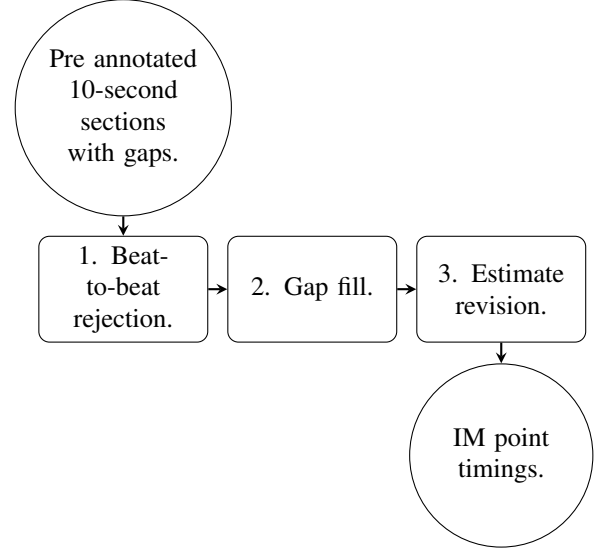 Pre annotated
10-second
sections
with gaps.
1. Beat-
to-beat
rejection.
2. Gap fill.
3. Estimate
revision.
IM point
timings.